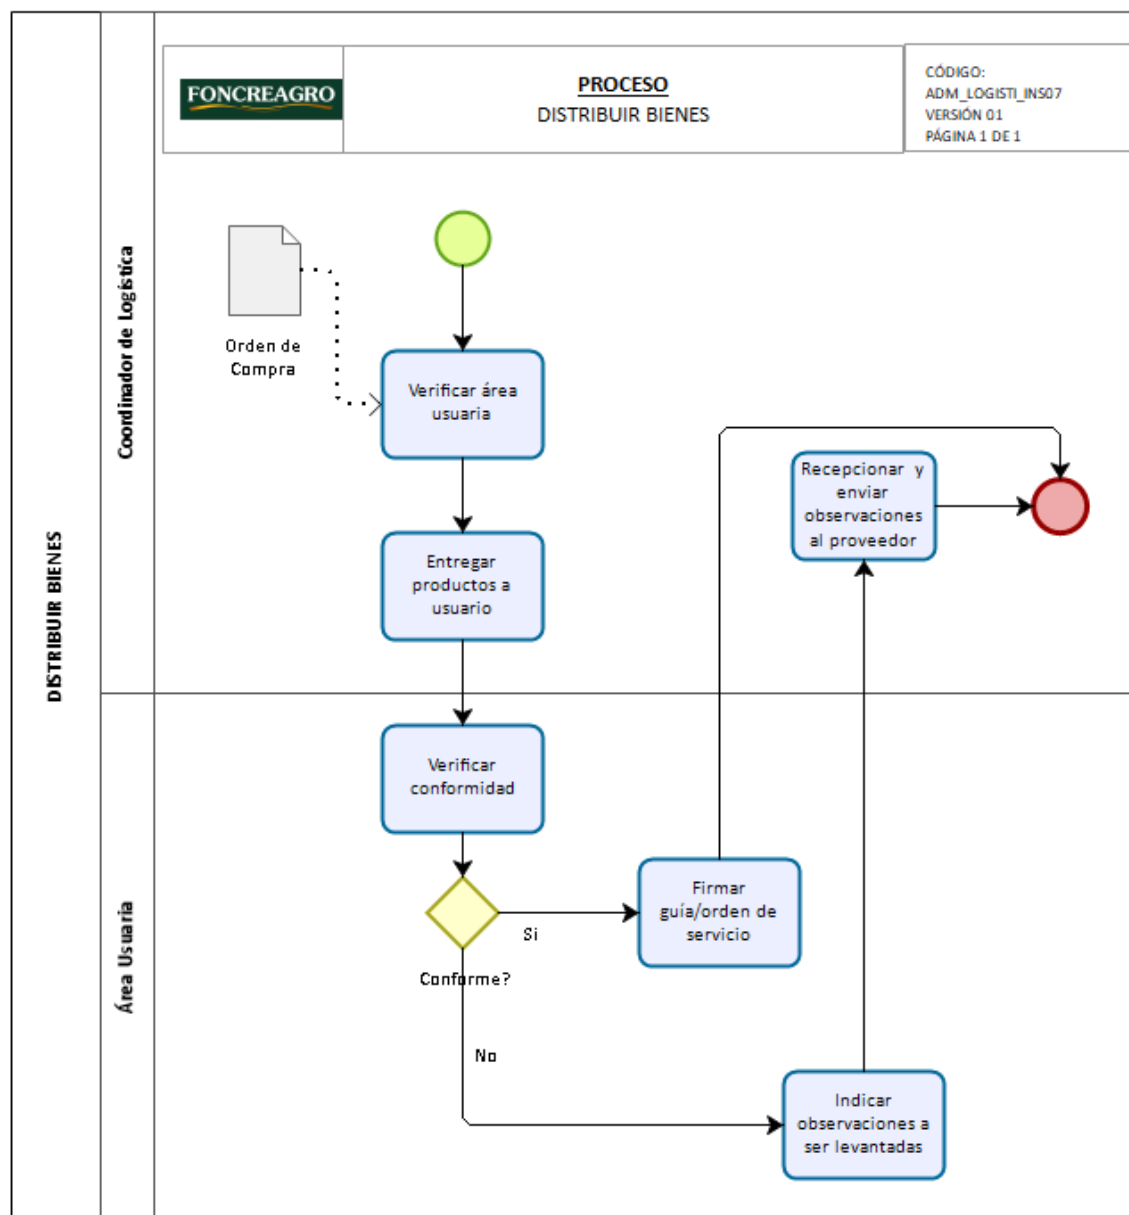 DISTRIBUIR BIENES
Coordinador de Logística
Área Usuaria
FONCREAGRO
PROCESO
DISTRIBUIR BIENES
CÓDIGO:
ADM_LOGISTI_INS07
VERSIÓN 01
PÁGINA 1 DE 1
Orden de
Compra
Verificar área
usuaria
Recepcionar y
enviar
observaciones
al proveedor
Entregar
productos a
usuario
Verificar
conformidad
Firmar
guía/orden de
servicio
Si
Conforme?
No
Indicar
observaciones a
ser levantadas